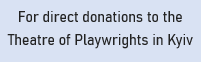 For direct donations to the
Theatre of Playwrights in Kyiv